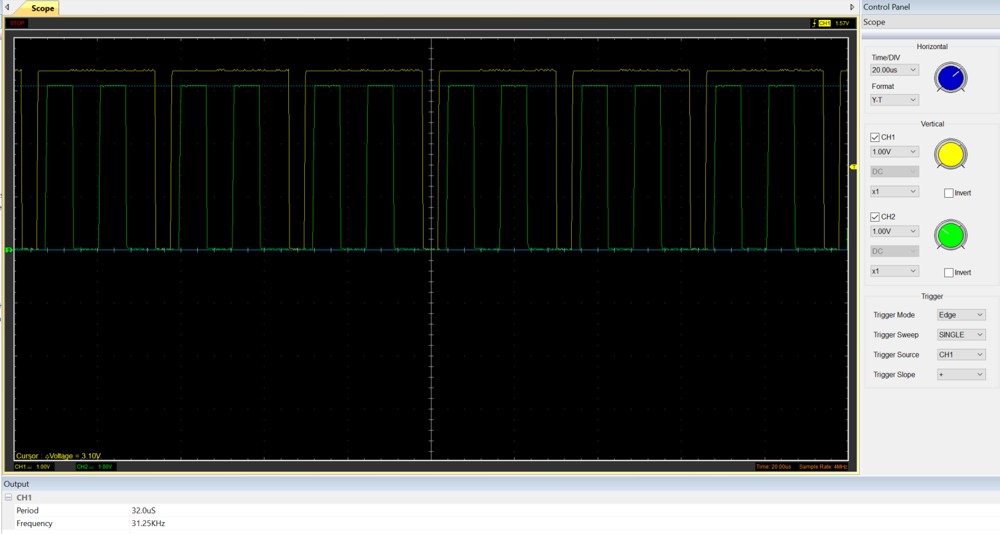 Scope
STOP
CH1 1.57V
T
2
Cursor : △Voltage = 3.10V
CH1 1.00V
CH2 1.00V
Time: 20.00us Sample Rate: 4MHz
Control Panel
Scope
Horizontal
Time/DIV
20.00us
Format
Y-T
Vertical
CH1
1.00V
DC
x1
Invert
CH2
1.00V
DC
x1
Invert
Trigger
Trigger Mode Edge
Trigger Sweep SINGLE
Trigger Source CH1
Trigger Slope +
Output
CH1
Period 32.0uS
Frequency 31.25KHz